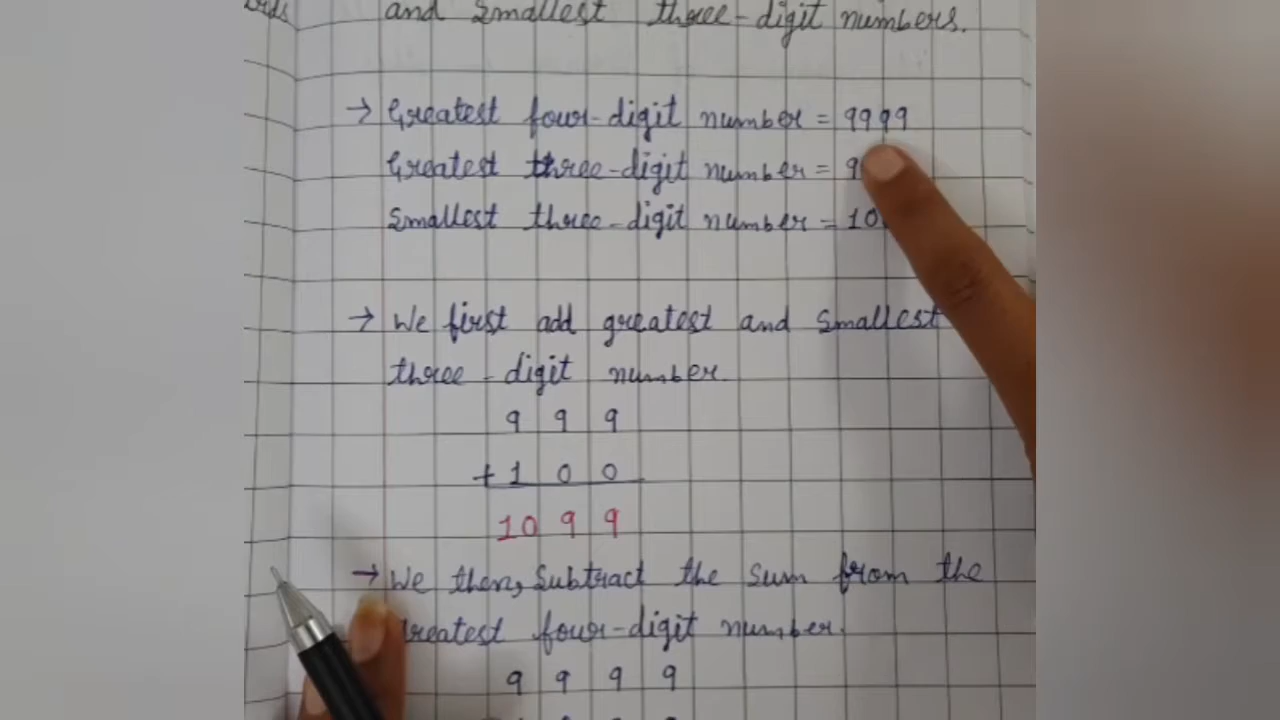 and smallest three-digit numbers.
→ Greatest four-digit number = 9999
Greatest three-digit number = 9
Smallest three-digit number = 10
→ We first add greatest and smallest
three-digit number.
9 9 9
+ 1 0 0
10 9 9
→ We then, subtract the sum from the
greatest four-digit number.
9 9 9 9